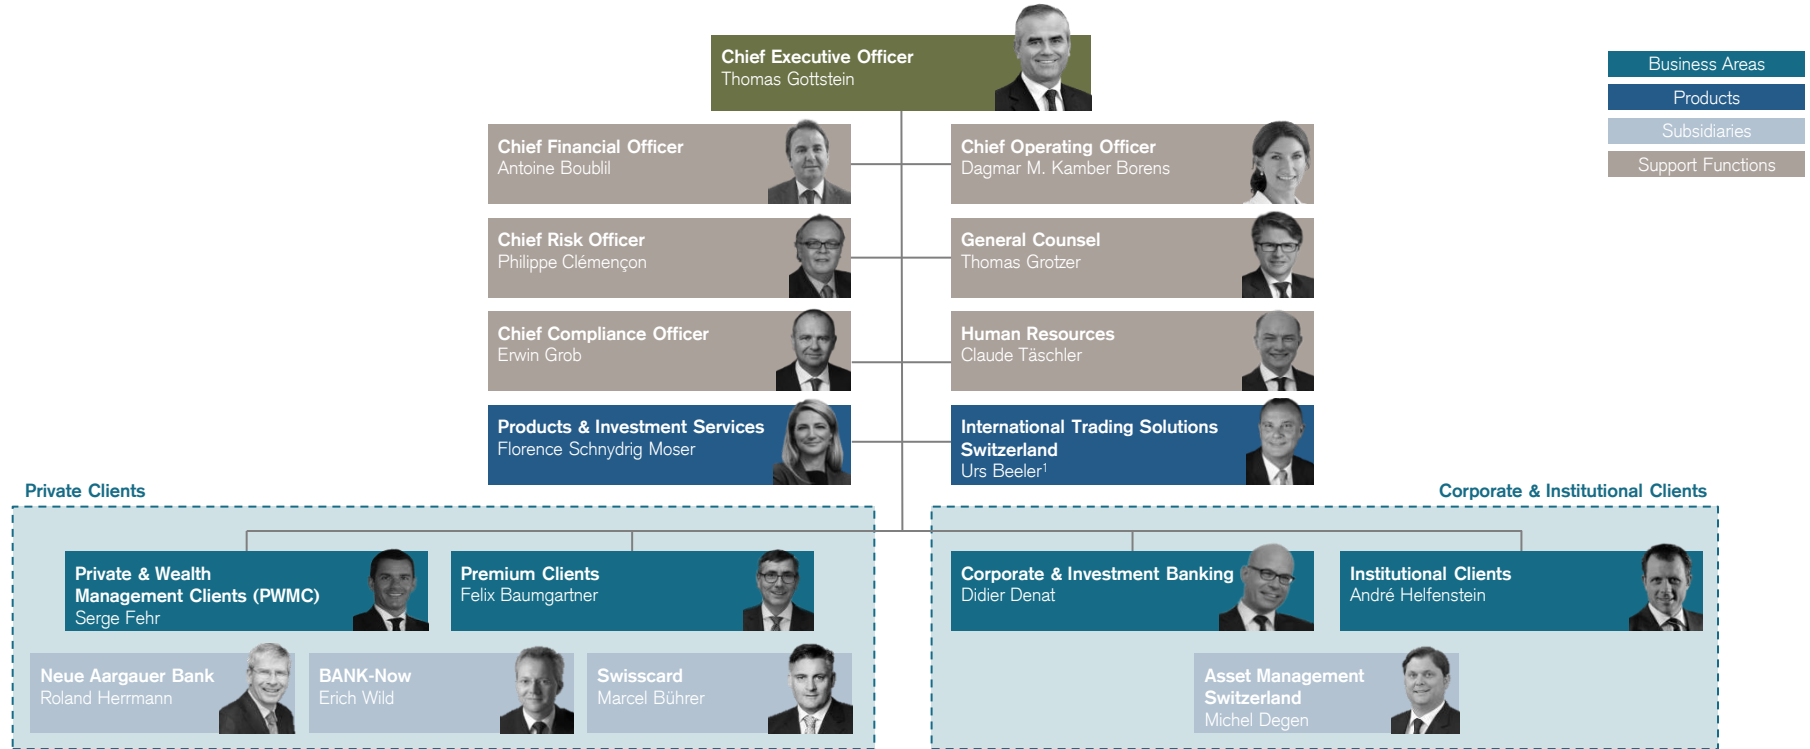 Chief Executive Officer
Thomas Gottstein
Business Areas
Products
Subsidiaries
Support Functions
Chief Financial Officer
Antoine Boublil
Chief Operating Officer
Dagmar M. Kamber Borens
Chief Risk Officer
Philippe Clémençon
General Counsel
Thomas Grotzer
Chief Compliance Officer
Erwin Grob
Human Resources
Claude Täschler
Products & Investment Services
Florence Schnydrig Moser
International Trading Solutions
Switzerland
Urs Beeler¹
Private Clients
Corporate & Institutional Clients
Private & Wealth
Management Clients (PWMC)
Serge Fehr
Premium Clients
Felix Baumgartner
Corporate & Investment Banking
Didier Denat
Institutional Clients
André Helfenstein
Neue Aargauer Bank
Roland Herrmann
BANK-Now
Erich Wild
Swisscard
Marcel Bührer
Asset Management
Switzerland
Michel Degen